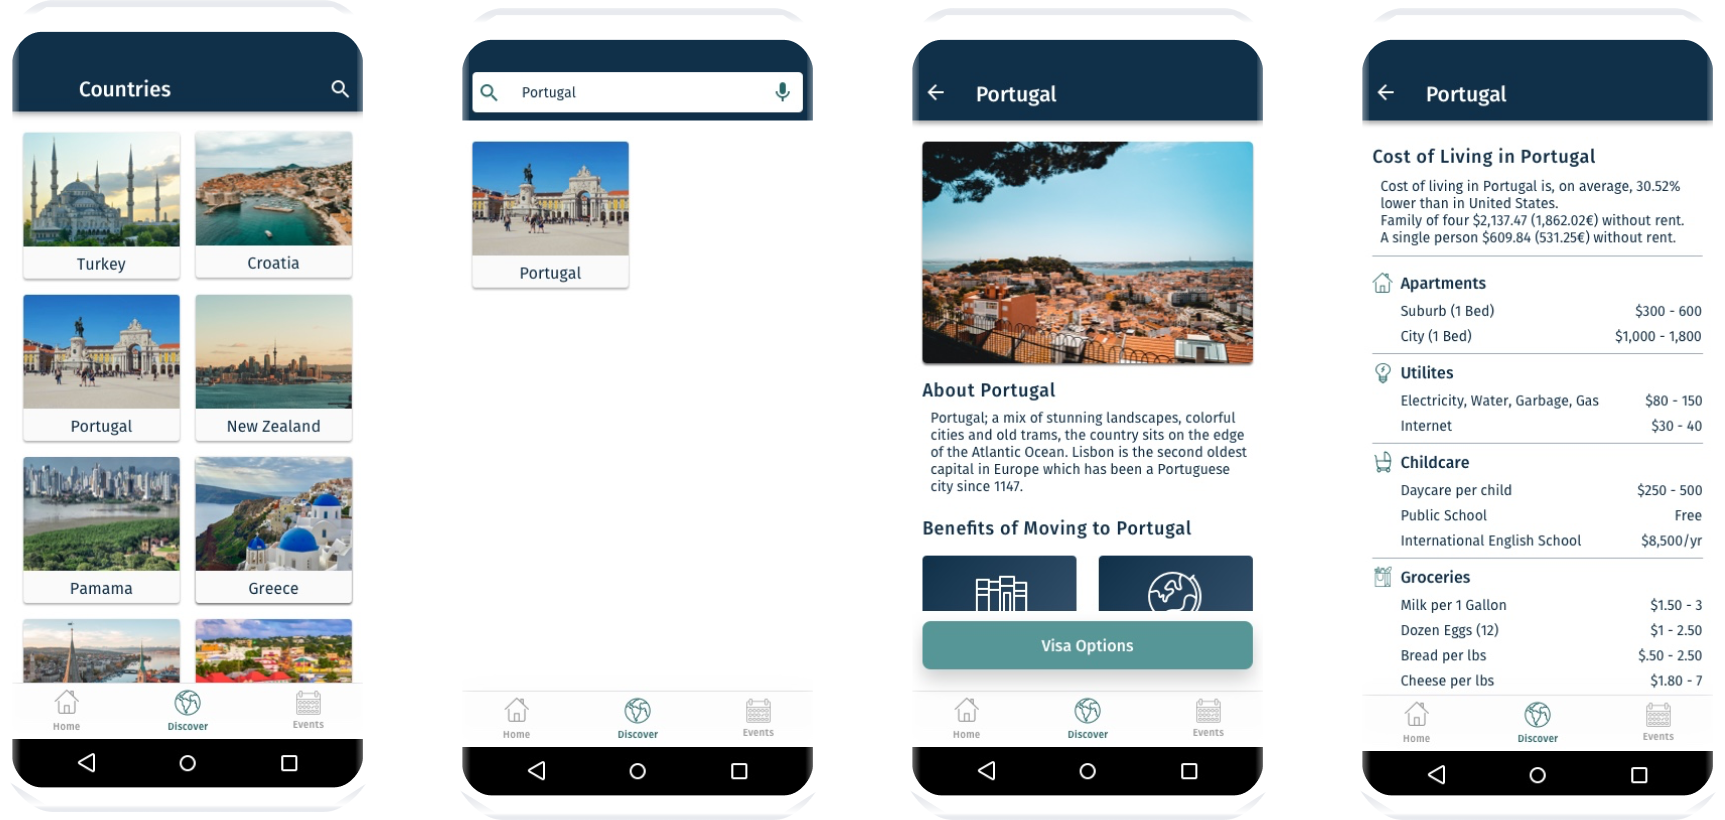 Countries
Turkey
Croatia
Portugal
New Zealand
Pamama
Greece
Home
Discover
Events
Portugal
Portugal
Home
Discover
Events
Portugal
About Portugal
Portugal; a mix of stunning landscapes, colorful
cities and old trams, the country sits on the edge
of the Atlantic Ocean. Lisbon is the second oldest
capital in Europe which has been a Portuguese
city since 1147.
Benefits of Moving to Portugal
Visa Options
Home
Discover
Events
Portugal
Cost of Living in Portugal
Cost of living in Portugal is, on average, 30.52%
lower than in United States.
Family of four $2,137.47 (1,862.02€) without rent.
A single person $609.84 (531.25€) without rent.
Apartments
Suburb (1 Bed) $300 - 600
City (1 Bed) $1,000 - 1,800
Utilites
Electricity, Water, Garbage, Gas $80 - 150
Internet $30 - 40
Childcare
Daycare per child $250 - 500
Public School Free
International English School $8,500/yr
Groceries
Milk per 1 Gallon $1.50 - 3
Dozen Eggs (12) $1 - 2.50
Bread per lbs $.50 - 2.50
Cheese per lbs $1.80 - 7
Home
Discover
Events